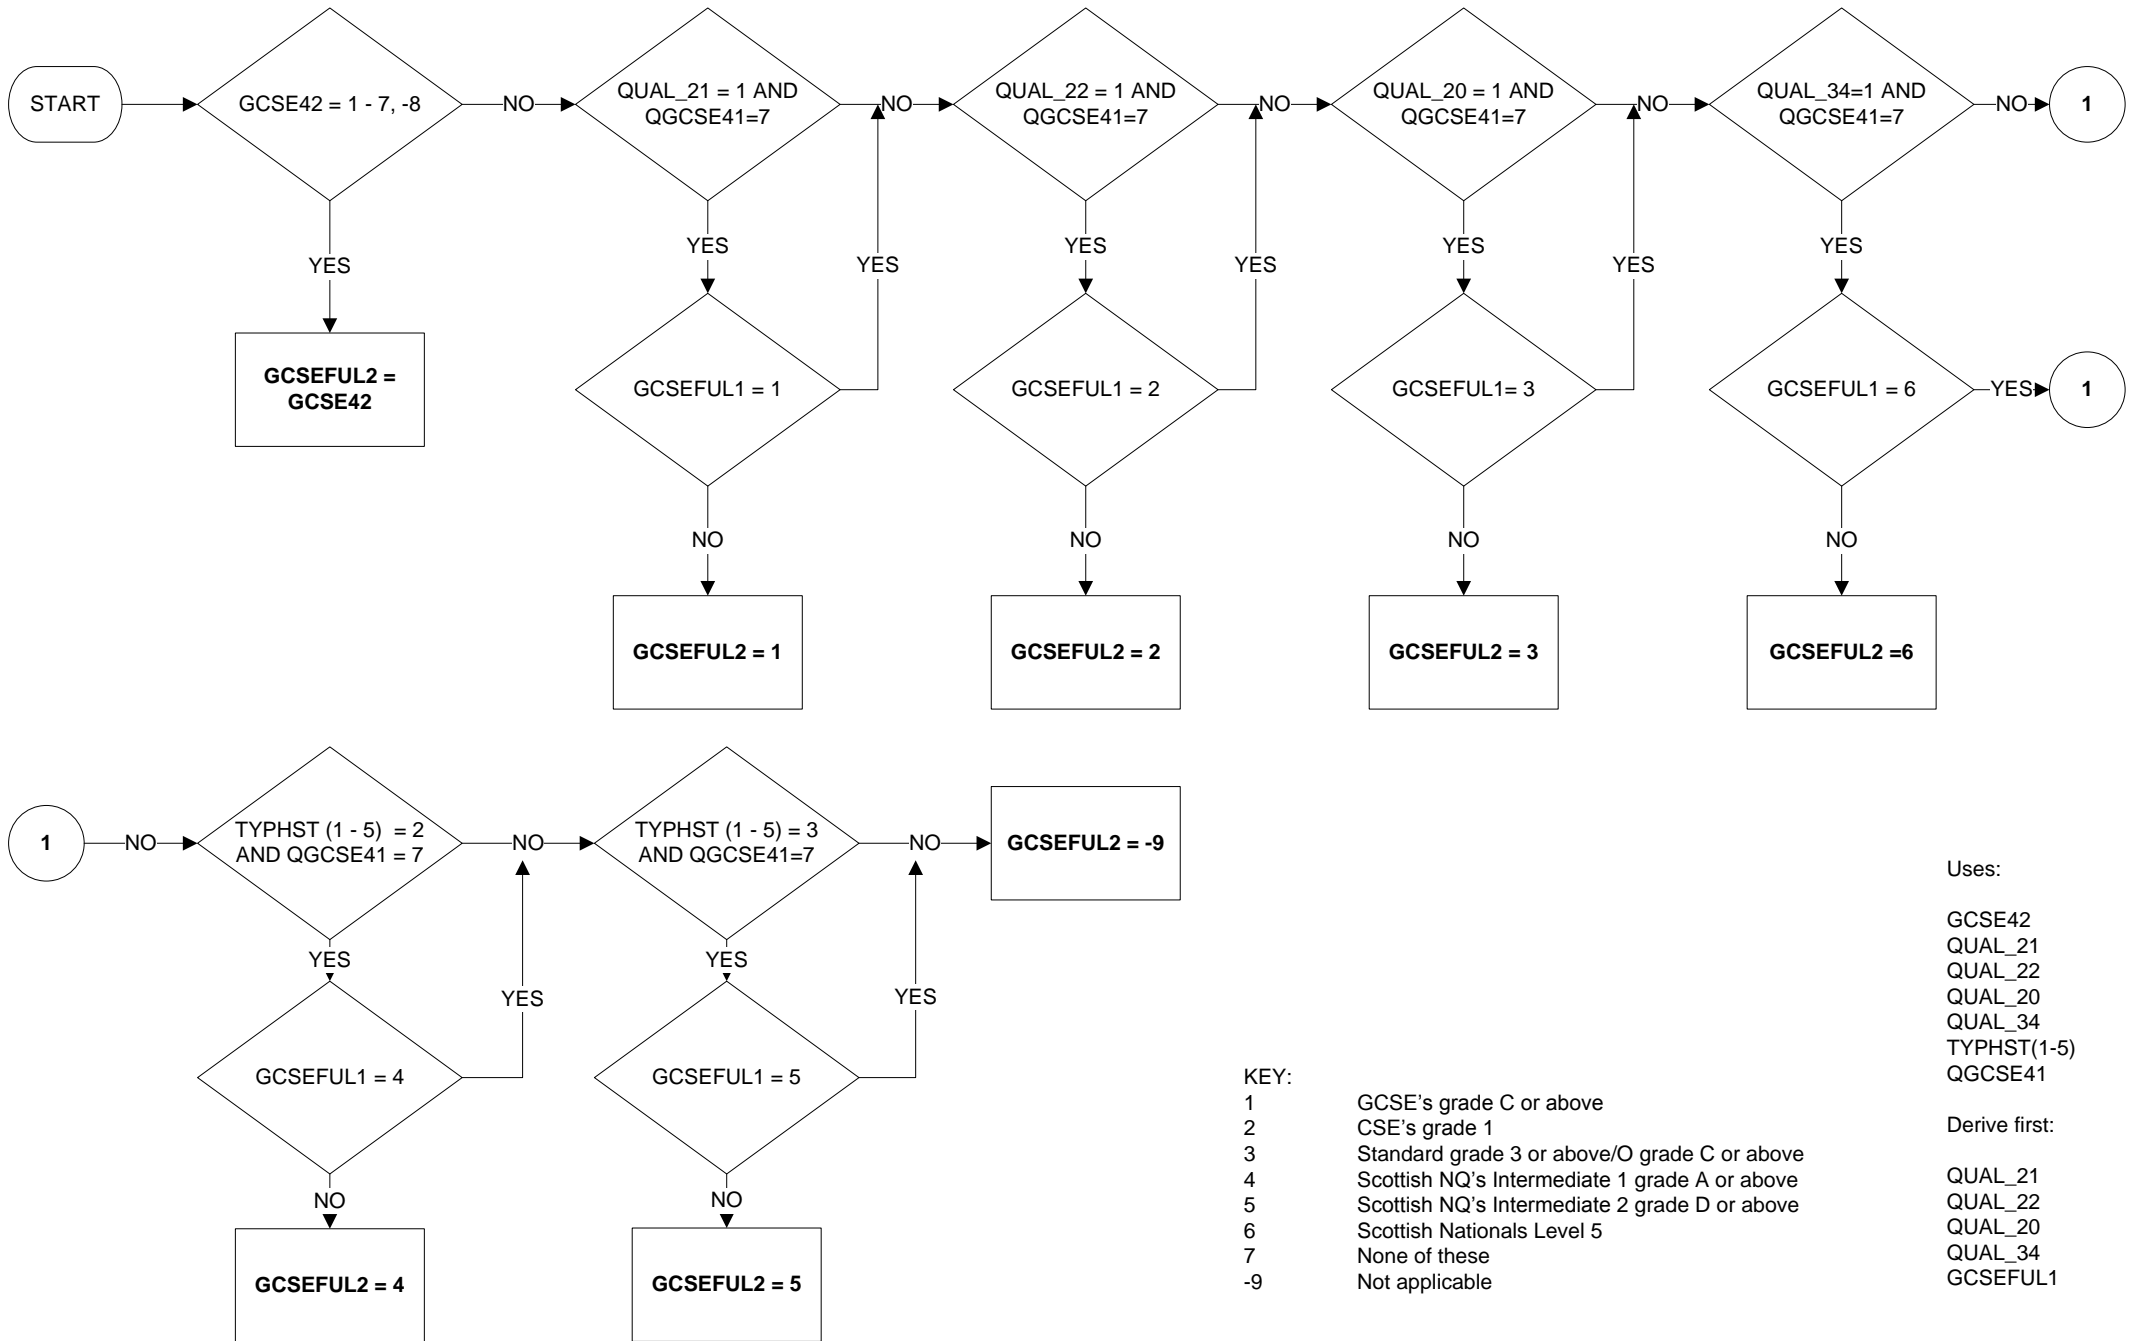 START
GCSE42 = 1 - 7, -8
NO
QUAL_21 = 1 AND
QGCSE41=7
NO
QUAL_22 = 1 AND
QGCSE41=7
NO
QUAL_20 = 1 AND
QGCSE41=7
NO
QUAL_34=1 AND
QGCSE41=7
NO
1
YES
YES
YES
YES
YES
YES
YES
YES
GCSEFUL2 =
GCSE42
GCSEFUL1 = 1
GCSEFUL1 = 2
GCSEFUL1= 3
GCSEFUL1 = 6
YES
1
NO
NO
NO
NO
GCSEFUL2 = 1
GCSEFUL2 = 2
GCSEFUL2 = 3
GCSEFUL2 =6
1
NO
TYPHST (1 - 5)  = 2
AND QGCSE41 = 7
NO
TYPHST (1 - 5) = 3
AND QGCSE41=7
NO
GCSEFUL2 = -9
YES
YES
YES
YES
GCSEFUL1 = 4
GCSEFUL1 = 5
NO
NO
GCSEFUL2 = 4
GCSEFUL2 = 5
KEY:
1 GCSE’s grade C or above
2 CSE’s grade 1
3 Standard grade 3 or above/O grade C or above
4 Scottish NQ’s Intermediate 1 grade A or above
5 Scottish NQ’s Intermediate 2 grade D or above
6 Scottish Nationals Level 5
7 None of these
-9 Not applicable
Uses:
GCSE42
QUAL_21
QUAL_22
QUAL_20
QUAL_34
TYPHST(1-5)
QGCSE41
Derive first:
QUAL_21
QUAL_22
QUAL_20
QUAL_34
GCSEFUL1